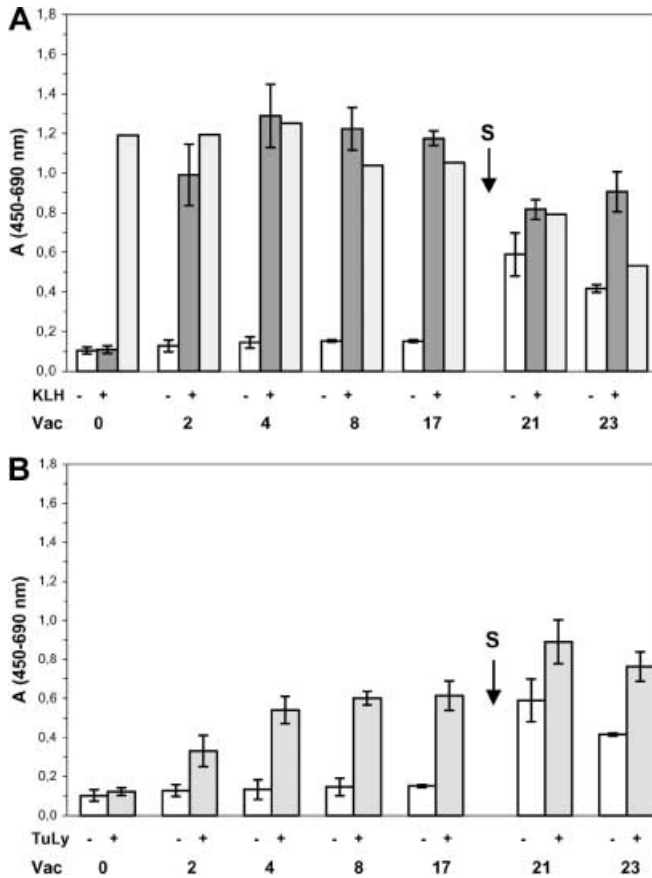 A
1,8
1,6
1,4
1,2
1,0
0,8
0,6
0,4
0,2
0,0
A (450-690 nm)
S
KLH - + - + - + - + - + - + - +
Vac 0 2 4 8 17 21 23
B
1,8
1,6
1,4
1,2
1,0
0,8
0,6
0,4
0,2
0,0
A (450-690 nm)
S
TuLy - + - + - + - + - + - + - +
Vac 0 2 4 8 17 21 23